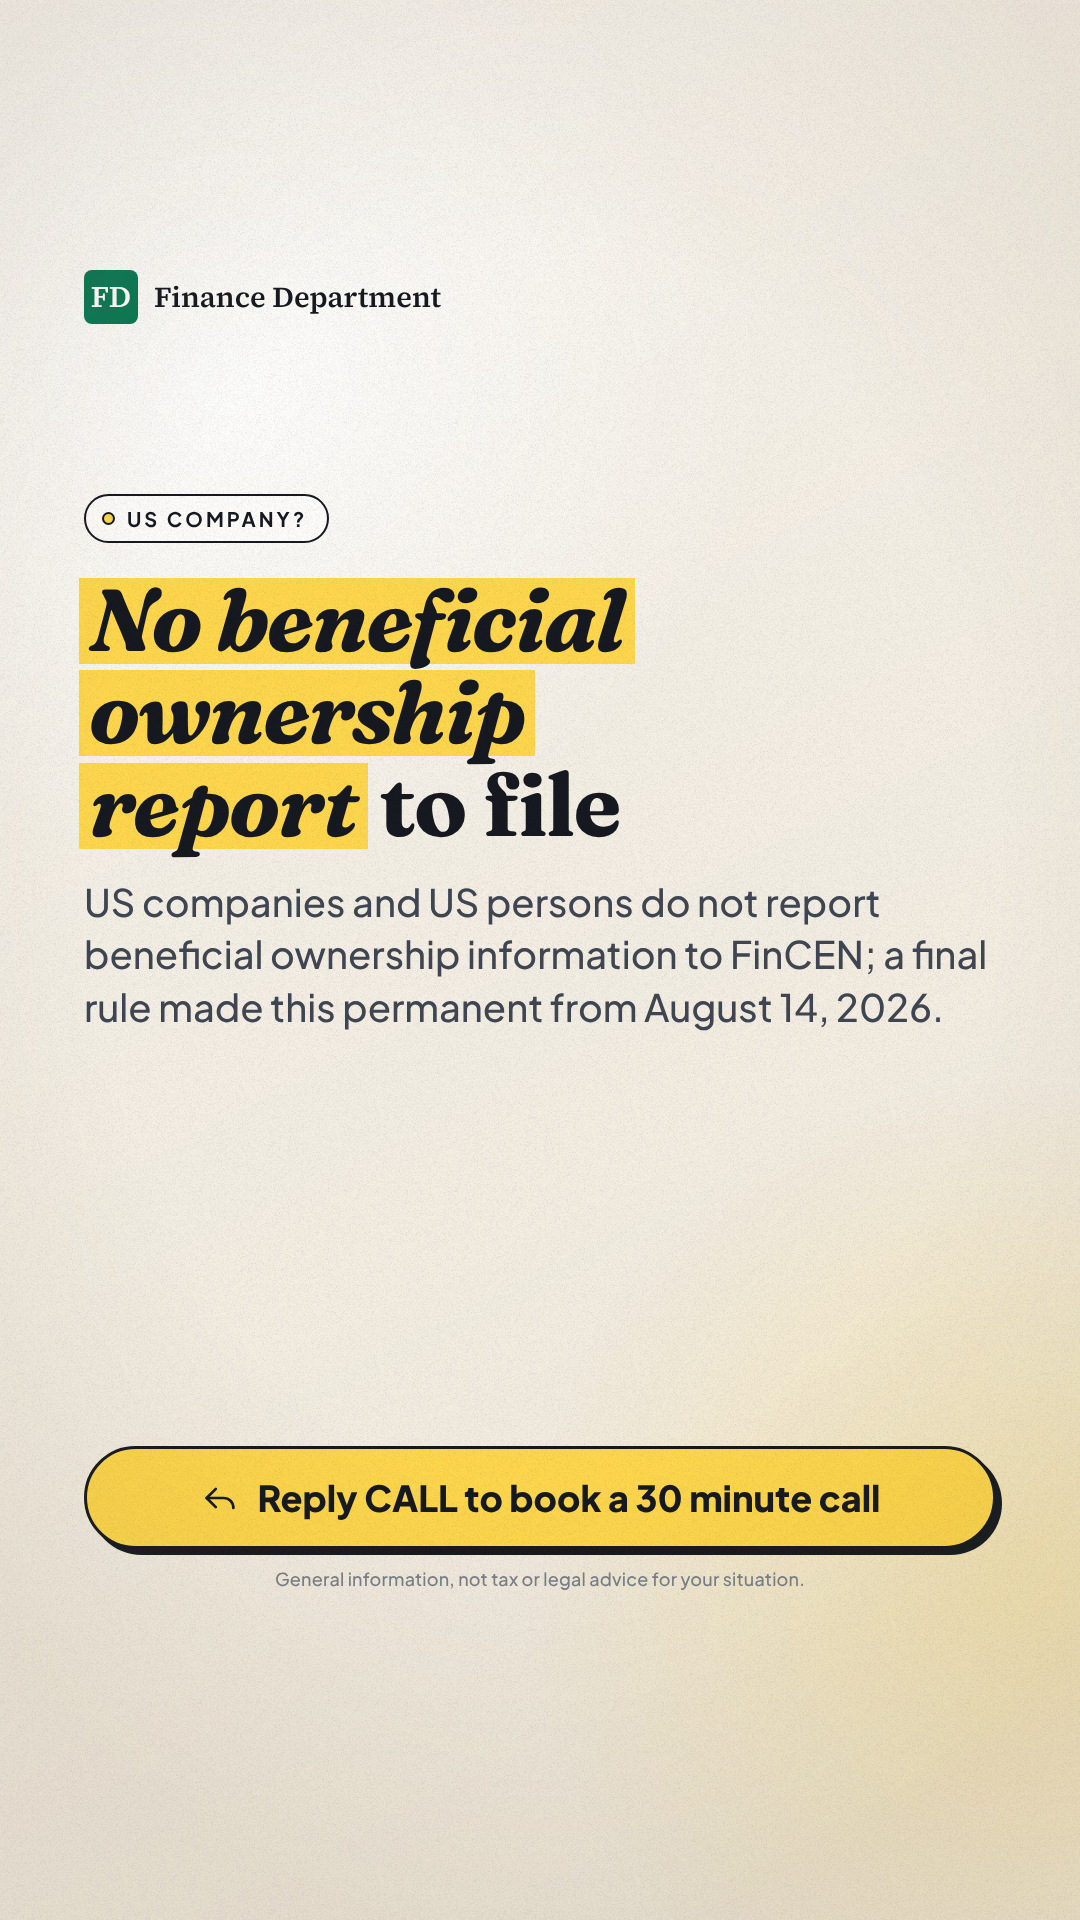 FD Finance Department
US COMPANY?
No beneficial
ownership
report to file
US companies and US persons do not report
beneficial ownership information to FinCEN; a final
rule made this permanent from August 14, 2026.
Reply CALL to book a 30 minute call
General information, not tax or legal advice for your situation.